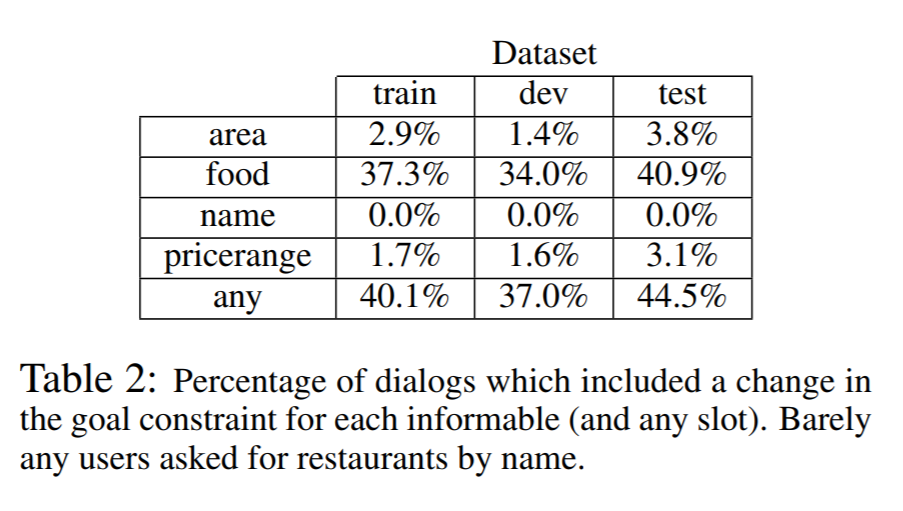 Dataset
train dev test
area 2.9% 1.4% 3.8%
food 37.3% 34.0% 40.9%
name 0.0% 0.0% 0.0%
pricerange 1.7% 1.6% 3.1%
any 40.1% 37.0% 44.5%
Table 2: Percentage of dialogs which included a change in
the goal constraint for each informable (and any slot). Barely
any users asked for restaurants by name.